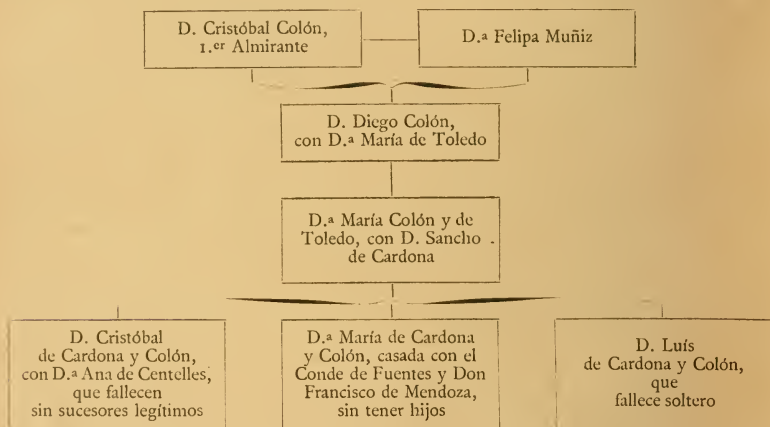 D. Cristóbal Colón,
1.er Almirante
D.a Felipa Muñiz
D. Diego Colón,
con D.a María de Toledo
D.a María Colón y de
Toledo, con D. Sancho
de Cardona
D. Cristóbal
de Cardona y Colón,
con D.a Ana de Centelles,
que fallecen
sin sucesores legítimos
D.a María de Cardona
y Colón, casada con el
Conde de Fuentes y Don
Francisco de Mendoza,
sin tener hijos
D. Luís
de Cardona y Colón,
que
fallece soltero